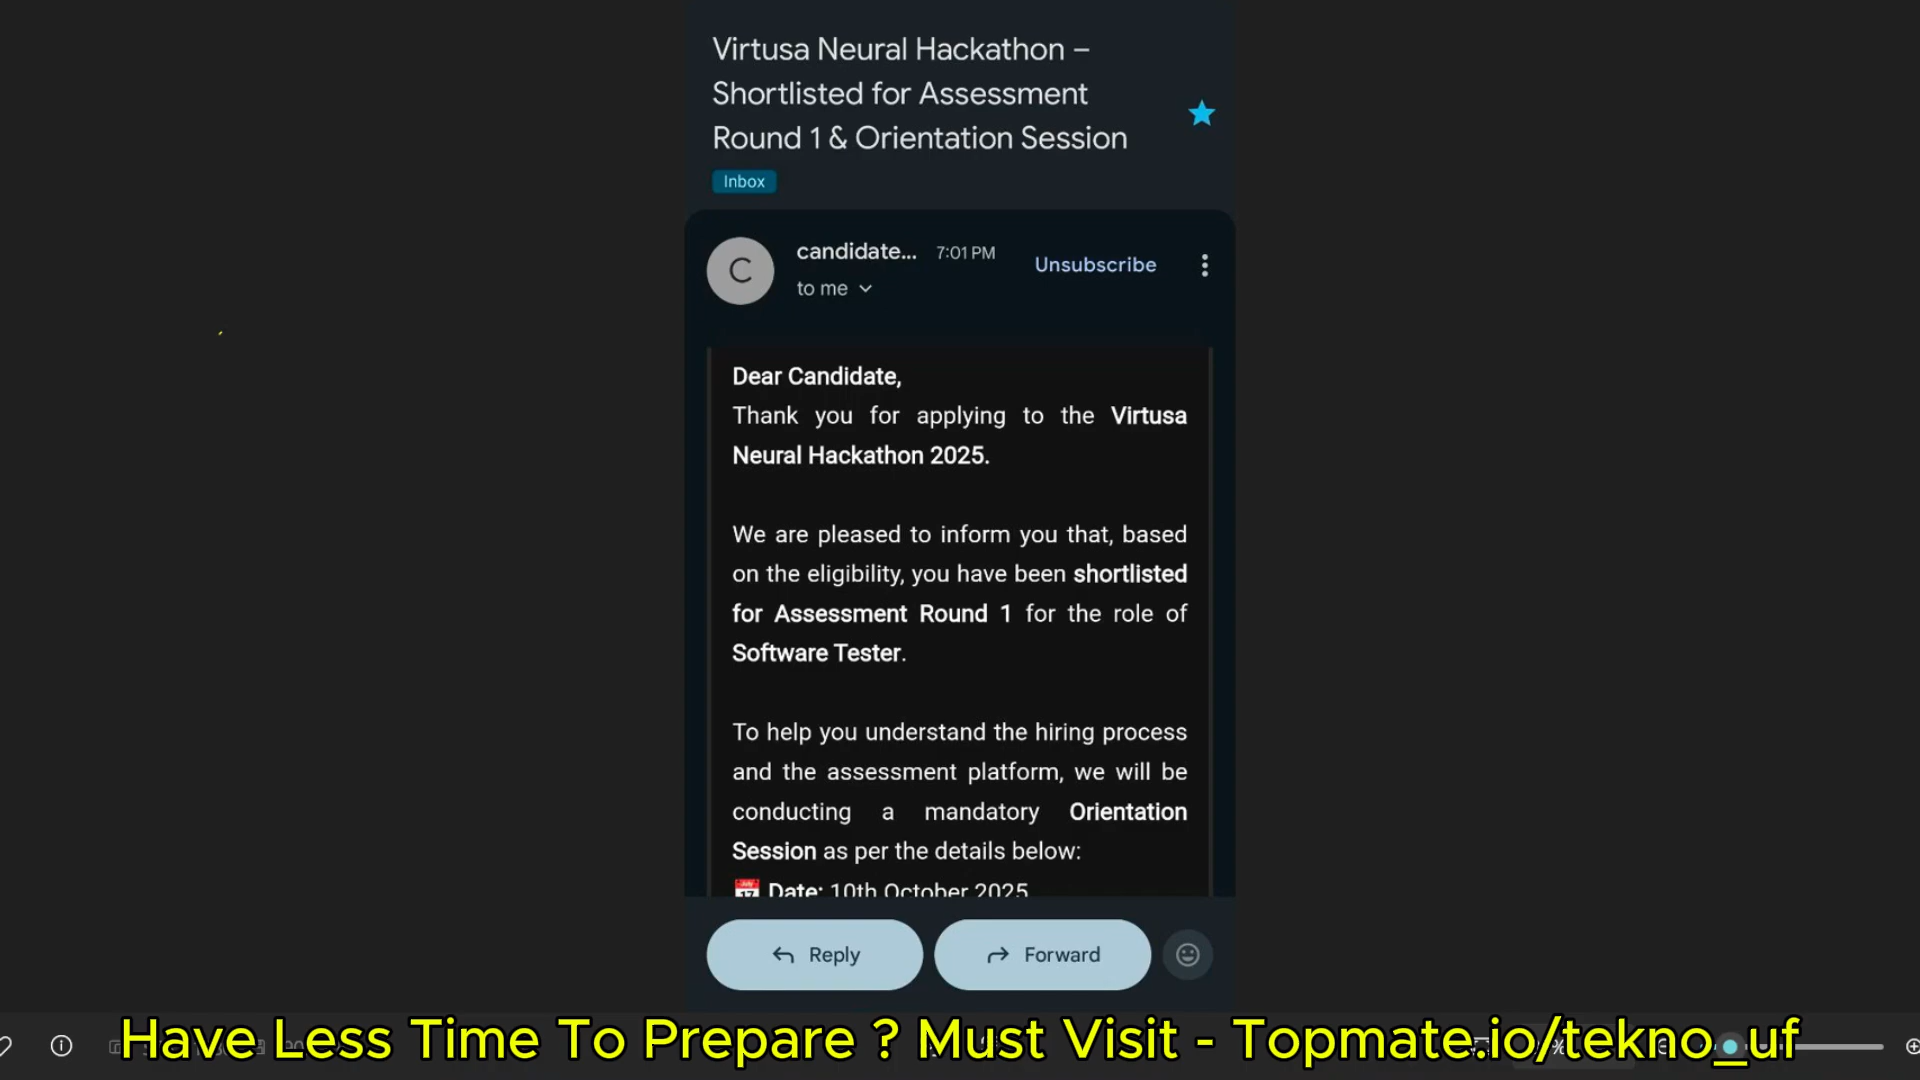 Virtusa Neural Hackathon –
Shortlisted for Assessment
Round 1 & Orientation Session
Inbox
C
candidate... 7:01 PM
Unsubscribe
to me
Dear Candidate,
Thank you for applying to the Virtusa
Neural Hackathon 2025.
We are pleased to inform you that, based
on the eligibility, you have been shortlisted
for Assessment Round 1 for the role of
Software Tester.
To help you understand the hiring process
and the assessment platform, we will be
conducting a mandatory Orientation
Session as per the details below:
📅 Date: 10th October 2025
Reply
Forward
Have Less Time To Prepare ? Must Visit - Topmate.io/tekno_uf